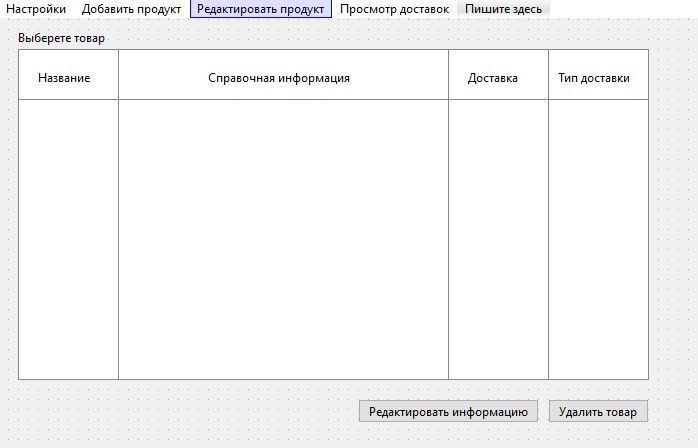 Настройки Добавить продукт Редактировать продукт Просмотр доставок Пишите здесь
Выберете товар
Название Справочная информация Доставка Тип доставки
Редактировать информацию Удалить товар